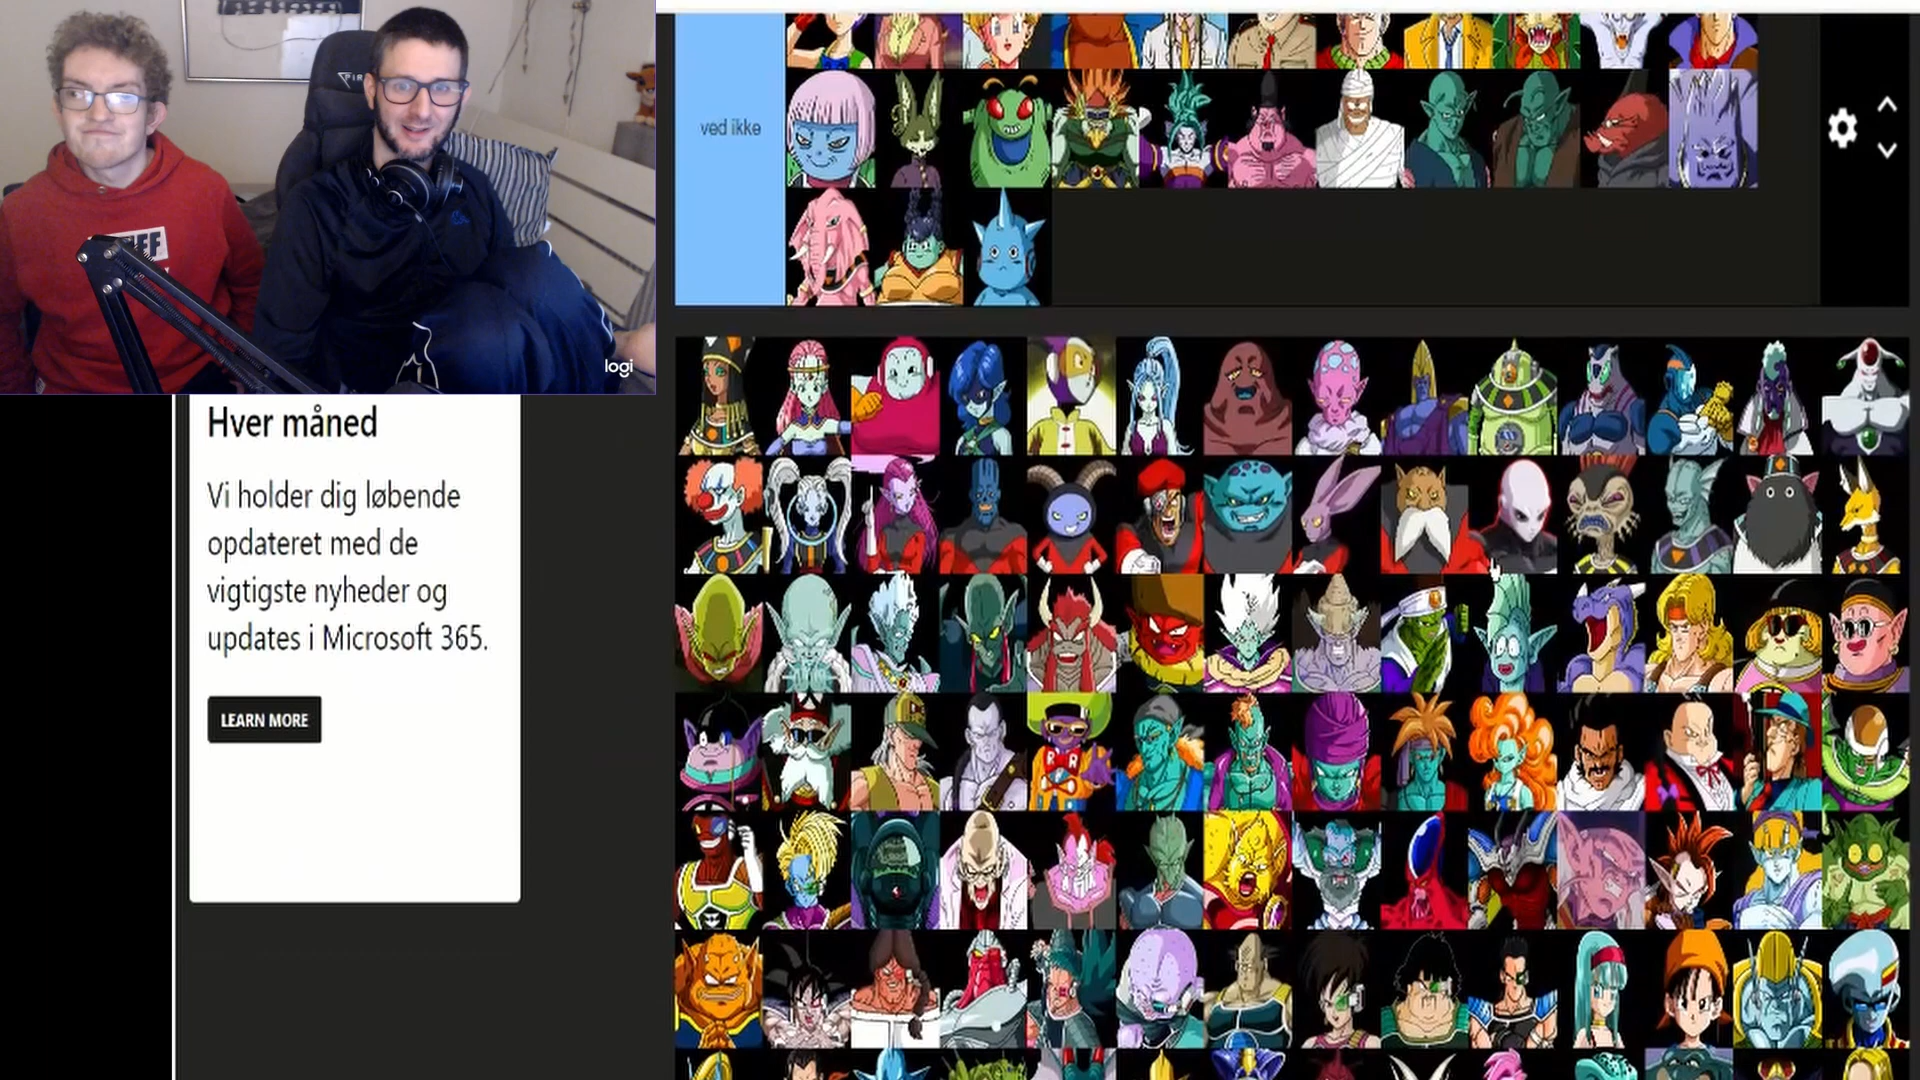 ved ikke
logi
Hver måned
Vi holder dig løbende
opdateret med de
vigtigste nyheder og
updates i Microsoft 365.
LEARN MORE